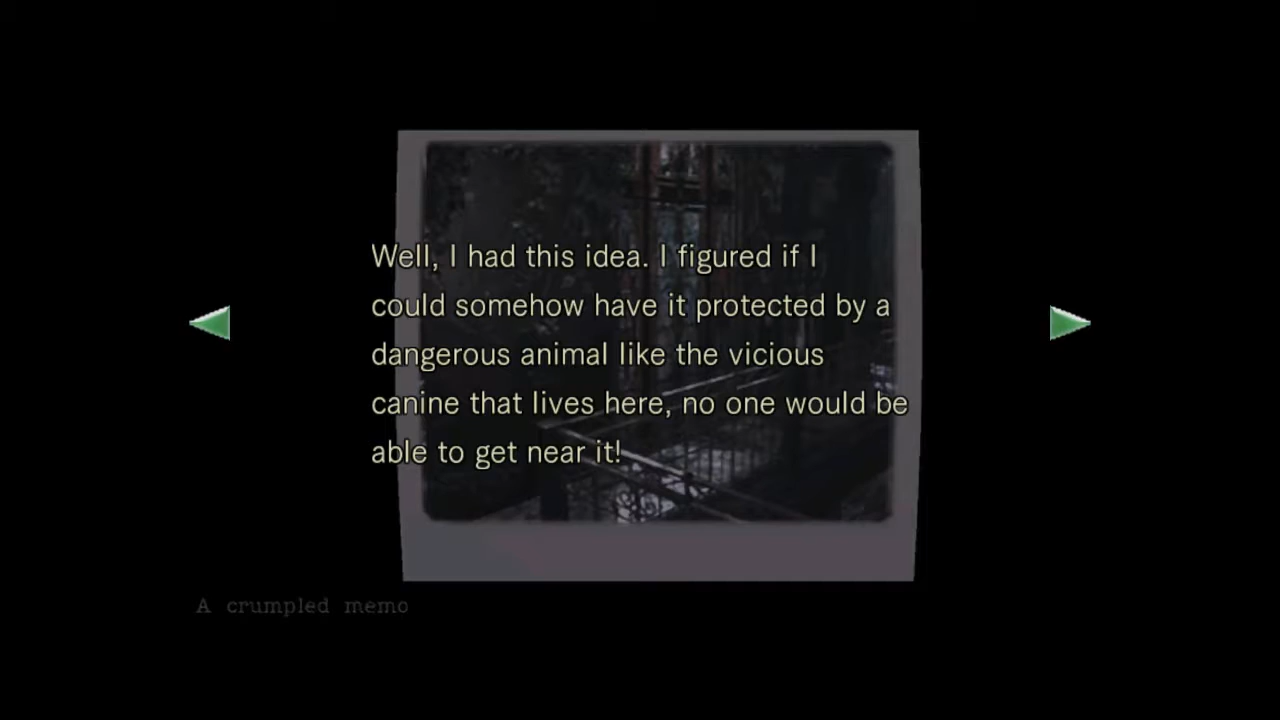 Well, I had this idea. I figured if I
could somehow have it protected by a
dangerous animal like the vicious
canine that lives here, no one would be
able to get near it!
A crumpled memo